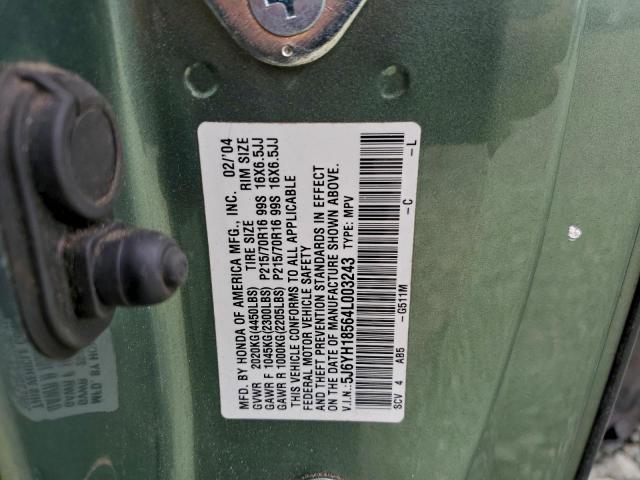 MFD. BY HONDA OF AMERICA MFG., INC. 02/'04
TIRE SIZE RIM SIZE
GVWR 2020KG(4450LBS)
GAWR F 1045KG(2300LBS) P215/70R16 99S 16X6.5JJ
GAWR R 1000KG(2205LBS) P215/70R16 99S 16X6.5JJ
THIS VEHICLE CONFORMS TO ALL APPLICABLE
FEDERAL MOTOR VEHICLE SAFETY
AND THEFT PREVENTION STANDARDS IN EFFECT
ON THE DATE OF MANUFACTURE SHOWN ABOVE.
V.I.N.: 5J6YH18564L003243 TYPE: MPV
SCV 4 AB5 -G511M -C -L